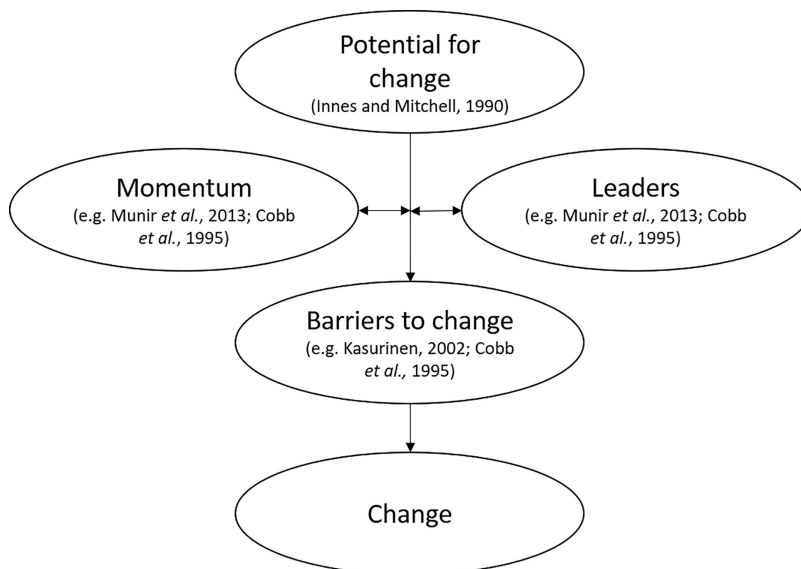 Potential for
change
(Innes and Mitchell, 1990)
Momentum
(e.g. Munir et al., 2013; Cobb
et al., 1995)
Leaders
(e.g. Munir et al., 2013; Cobb
et al., 1995)
Barriers to change
(e.g. Kasurinen, 2002; Cobb
et al., 1995)
Change